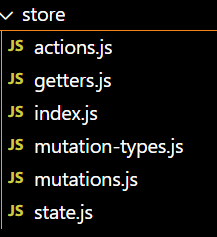 store
JS actions.js
JS getters.js
JS index.js
JS mutation-types.js
JS mutations.js
JS state.js